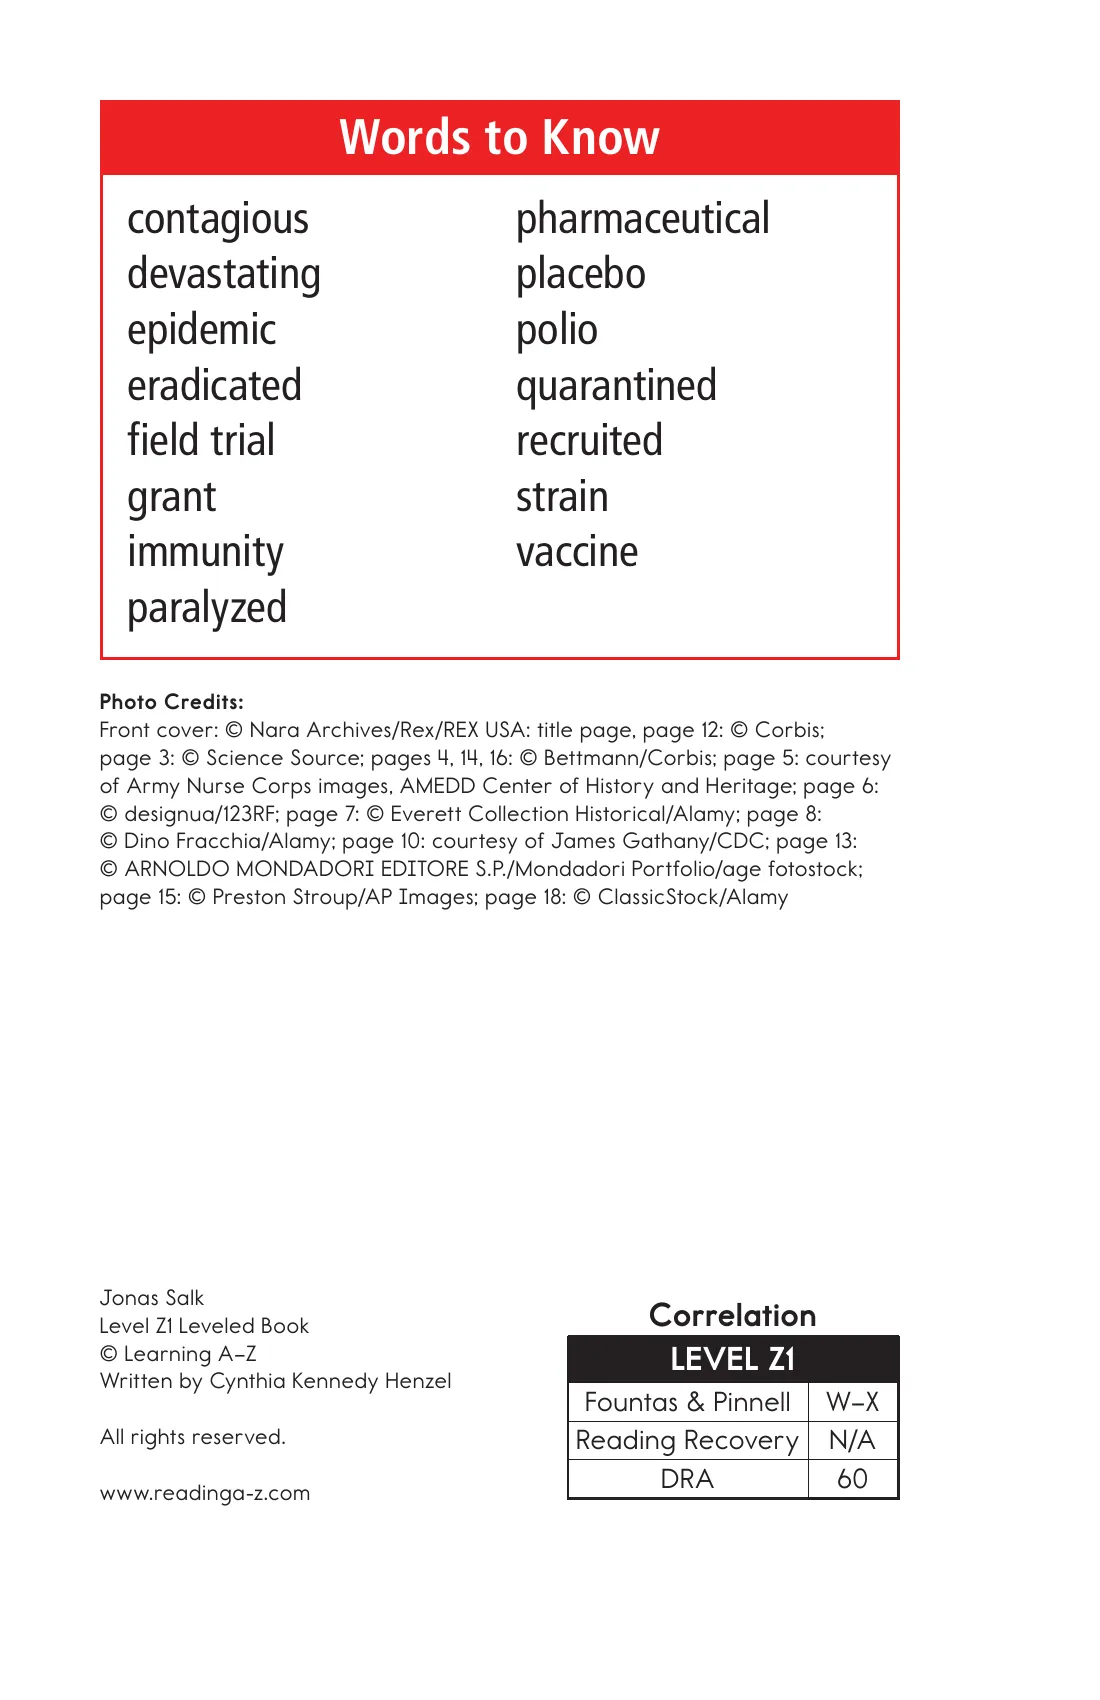 Words to Know
contagious
devastating
epidemic
eradicated
field trial
grant
immunity
paralyzed
pharmaceutical
placebo
polio
quarantined
recruited
strain
vaccine
Photo Credits:
Front cover: © Nara Archives/Rex/REX USA: title page, page 12: © Corbis;
page 3: © Science Source; pages 4, 14, 16: © Bettmann/Corbis; page 5: courtesy
of Army Nurse Corps images, AMEDD Center of History and Heritage; page 6:
© designua/123RF; page 7: © Everett Collection Historical/Alamy; page 8:
© Dino Fracchia/Alamy; page 10: courtesy of James Gathany/CDC; page 13:
© ARNOLDO MONDADORI EDITORE S.P./Mondadori Portfolio/age fotostock;
page 15: © Preston Stroup/AP Images; page 18: © ClassicStock/Alamy
Jonas Salk
Level Z1 Leveled Book
© Learning A–Z
Written by Cynthia Kennedy Henzel
All rights reserved.
www.readinga-z.com
Correlation
LEVEL Z1
Fountas & Pinnell W–X
Reading Recovery N/A
DRA 60